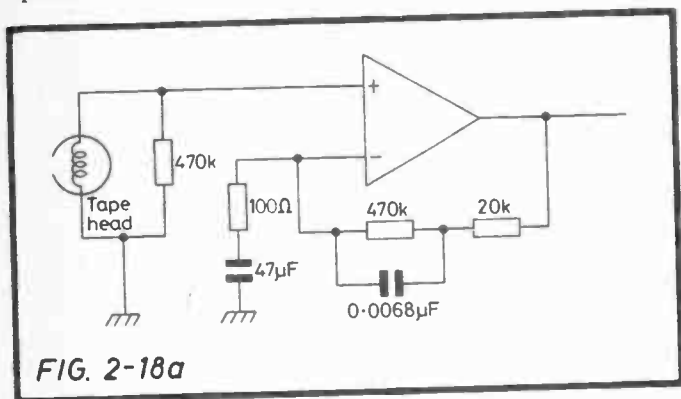 +
470k
−
Tape
head
100Ω
470k
20k
47µF
0·0068µF
FIG. 2-18a